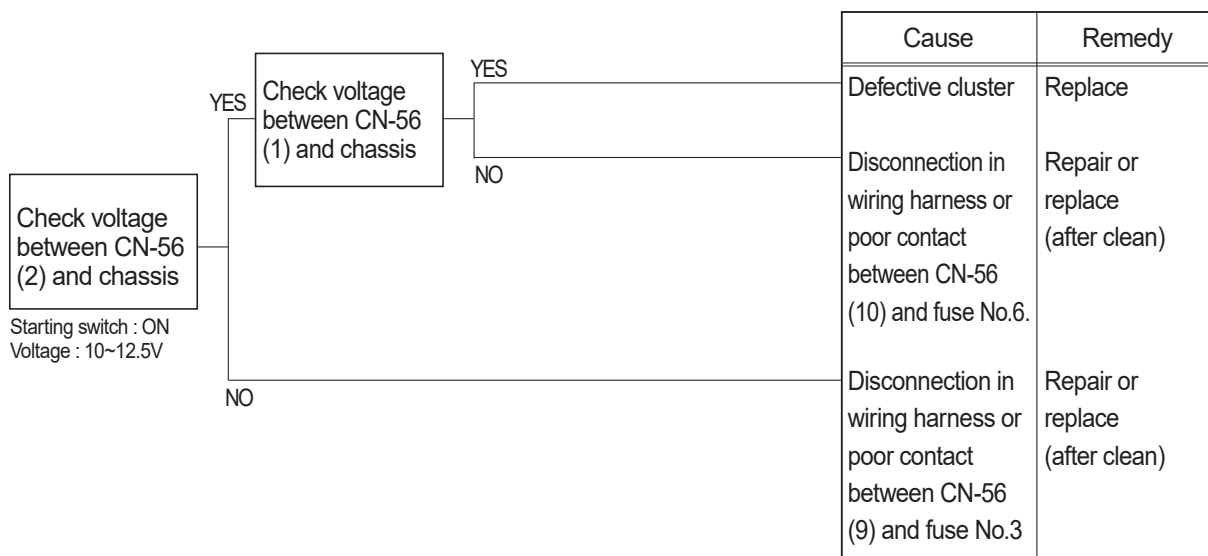 Check voltage
between CN-56
(2) and chassis
Starting switch : ON
Voltage : 10~12.5V
YES
NO
Check voltage
between CN-56
(1) and chassis
YES
NO
Cause
Remedy
Defective cluster
Replace
Disconnection in
wiring harness or
poor contact
between CN-56
(10) and fuse No.6.
Repair or
replace
(after clean)
Disconnection in
wiring harness or
poor contact
between CN-56
(9) and fuse No.3
Repair or
replace
(after clean)